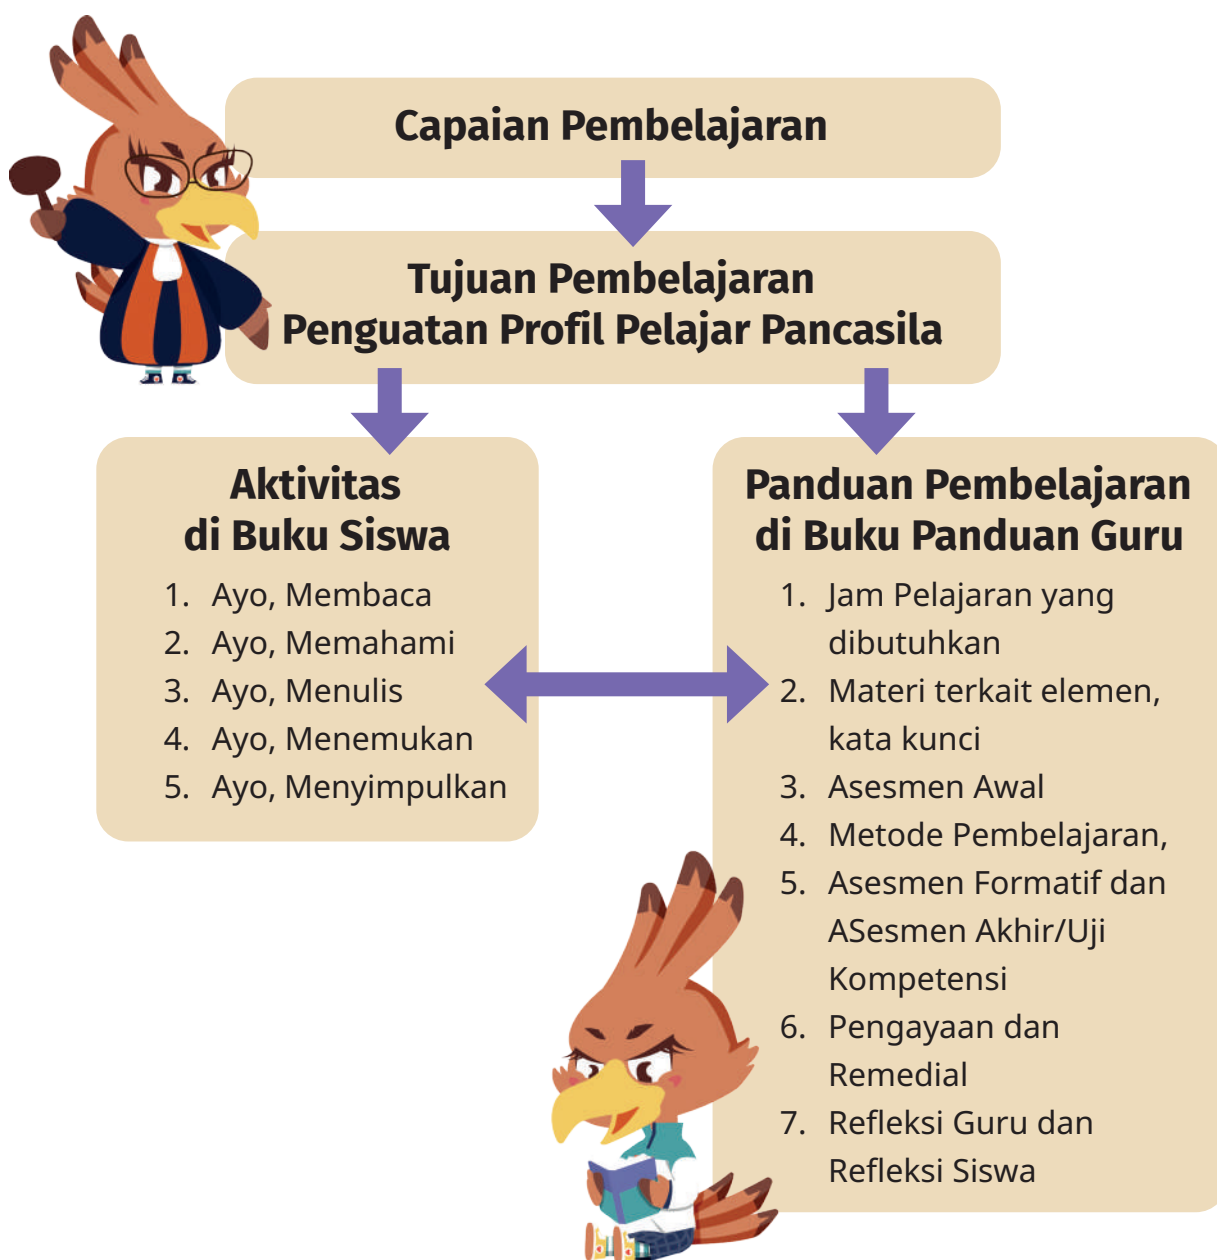 Capaian Pembelajaran
Tujuan Pembelajaran
Penguatan Profil Pelajar Pancasila
Aktivitas
di Buku Siswa
1. Ayo, Membaca
2. Ayo, Memahami
3. Ayo, Menulis
4. Ayo, Menemukan
5. Ayo, Menyimpulkan
Panduan Pembelajaran
di Buku Panduan Guru
1. Jam Pelajaran yang
dibutuhkan
2. Materi terkait elemen,
kata kunci
3. Asesmen Awal
4. Metode Pembelajaran,
5. Asesmen Formatif dan
ASesmen Akhir/Uji
Kompetensi
6. Pengayaan dan
Remedial
7. Refleksi Guru dan
Refleksi Siswa